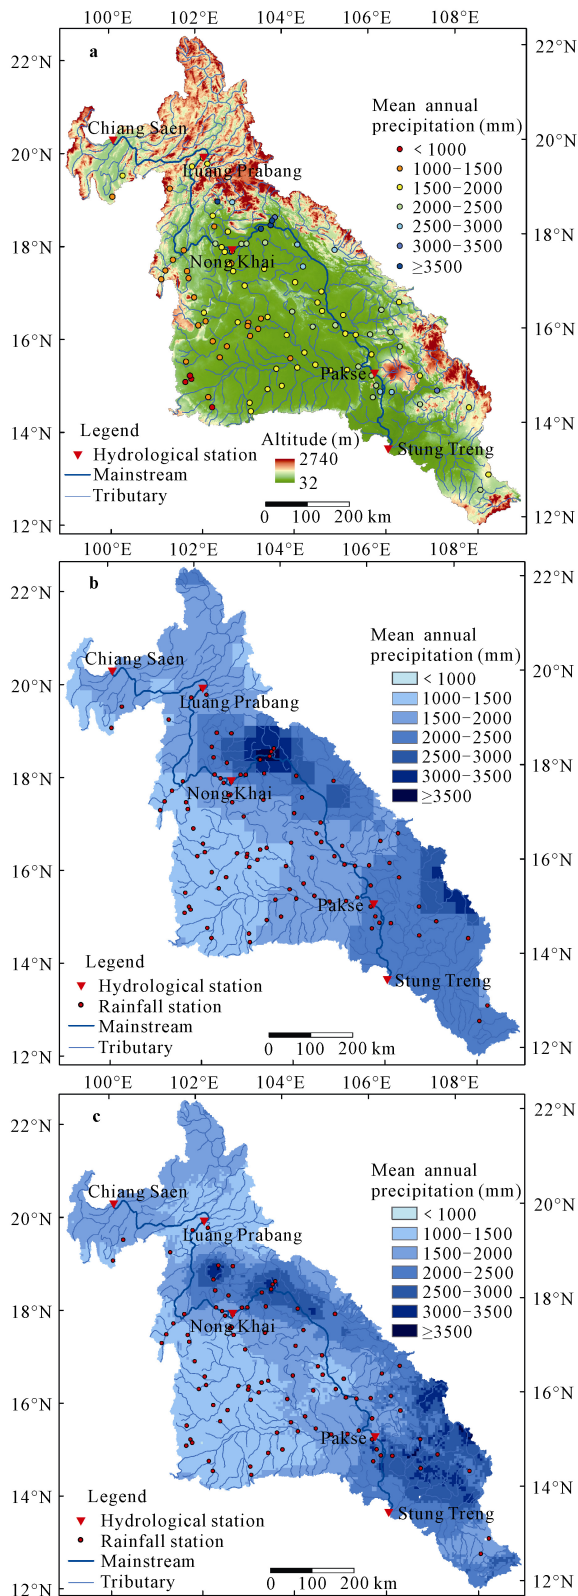 100°E 102°E 104°E 106°E 108°E
a
22°N 22°N
Mean annual
precipitation (mm)
< 1000
1000−1500
1500−2000
2000−2500
2500−3000
3000−3500
≥3500
Chiang Saen
20°N 20°N
Luang Prabang
18°N 18°N
Nong Khai
16°N 16°N
Pakse
14°N 14°N
Stung Treng
Legend
Hydrological station
Mainstream
Tributary
Altitude (m)
2740
32
0 100 200 km
12°N 12°N
100°E 102°E 104°E 106°E 108°E
b
22°N 22°N
Mean annual
precipitation (mm)
< 1000
1000−1500
1500−2000
2000−2500
2500−3000
3000−3500
≥3500
Chiang Saen
20°N 20°N
Luang Prabang
18°N 18°N
Nong Khai
16°N 16°N
Pakse
14°N 14°N
Stung Treng
Legend
Hydrological station
Rainfall station
Mainstream
Tributary
0 100 200 km
12°N 12°N
100°E 102°E 104°E 106°E 108°E
c
22°N 22°N
Mean annual
precipitation (mm)
< 1000
1000−1500
1500−2000
2000−2500
2500−3000
3000−3500
≥3500
Chiang Saen
20°N 20°N
Luang Prabang
18°N 18°N
Nong Khai
16°N 16°N
Pakse
14°N 14°N
Stung Treng
Legend
Hydrological station
Rainfall station
Mainstream
Tributary
0 100 200 km
12°N 12°N